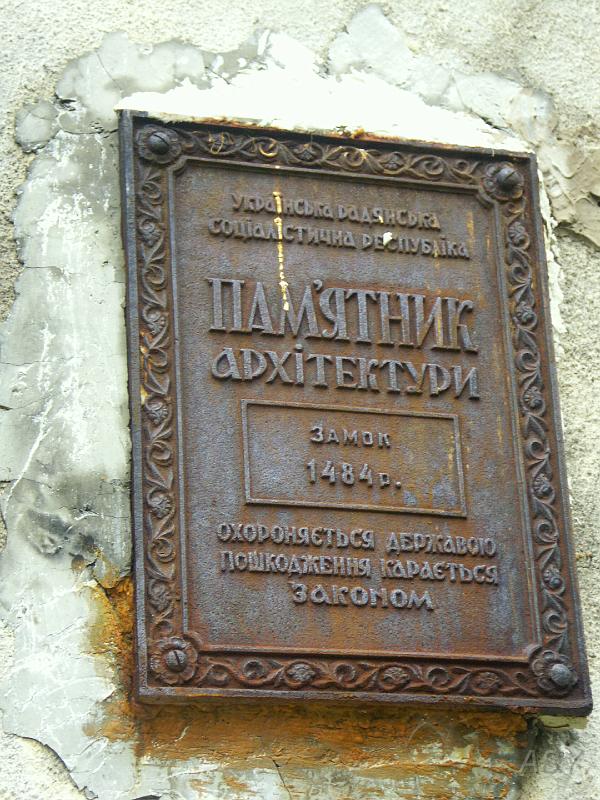 Українська Радянська
Соціалістична Республіка
ПАМ'ЯТНИК
АРХІТЕКТУРИ
ЗАМОК
1484 р.
ОХОРОНЯЄТЬСЯ ДЕРЖАВОЮ
ПОШКОДЖЕННЯ КАРАЄТЬСЯ
ЗАКОНОМ